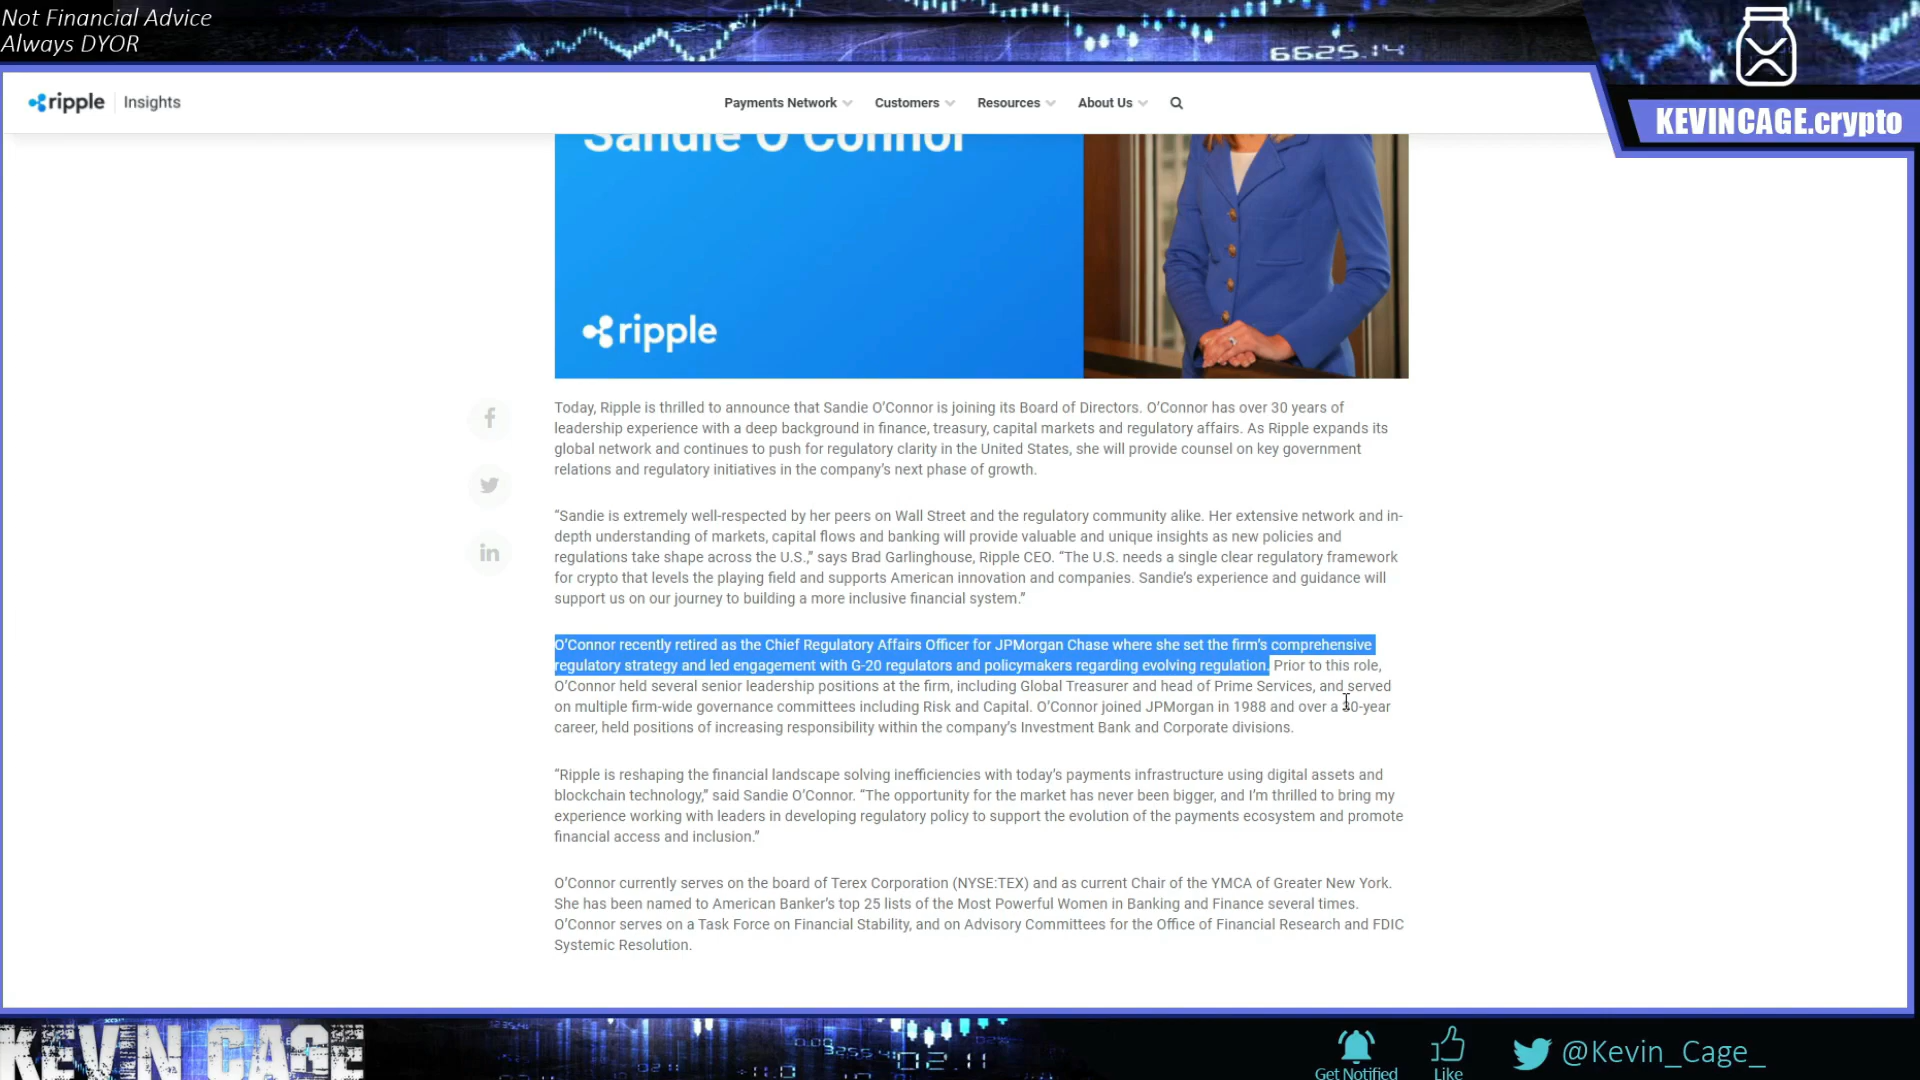 Not Financial Advice
Always DYOR
6625.14
ripple Insights
Payments Network
Customers
Resources
About Us
KEVINCAGE.crypto
Sandie O'Connor
ripple
Today, Ripple is thrilled to announce that Sandie O’Connor is joining its Board of Directors. O’Connor has over 30 years of
leadership experience with a deep background in finance, treasury, capital markets and regulatory affairs. As Ripple expands its
global network and continues to push for regulatory clarity in the United States, she will provide counsel on key government
relations and regulatory initiatives in the company’s next phase of growth.
“Sandie is extremely well-respected by her peers on Wall Street and the regulatory community alike. Her extensive network and in-
depth understanding of markets, capital flows and banking will provide valuable and unique insights as new policies and
regulations take shape across the U.S.,” says Brad Garlinghouse, Ripple CEO. “The U.S. needs a single clear regulatory framework
for crypto that levels the playing field and supports American innovation and companies. Sandie’s experience and guidance will
support us on our journey to building a more inclusive financial system.”
O’Connor recently retired as the Chief Regulatory Affairs Officer for JPMorgan Chase where she set the firm’s comprehensive
regulatory strategy and led engagement with G-20 regulators and policymakers regarding evolving regulation. Prior to this role,
O’Connor held several senior leadership positions at the firm, including Global Treasurer and head of Prime Services, and served
on multiple firm-wide governance committees including Risk and Capital. O’Connor joined JPMorgan in 1988 and over a 30-year
career, held positions of increasing responsibility within the company’s Investment Bank and Corporate divisions.
“Ripple is reshaping the financial landscape solving inefficiencies with today’s payments infrastructure using digital assets and
blockchain technology,” said Sandie O’Connor. “The opportunity for the market has never been bigger, and I’m thrilled to bring my
experience working with leaders in developing regulatory policy to support the evolution of the payments ecosystem and promote
financial access and inclusion.”
O’Connor currently serves on the board of Terex Corporation (NYSE:TEX) and as current Chair of the YMCA of Greater New York.
She has been named to American Banker’s top 25 lists of the Most Powerful Women in Banking and Finance several times.
O’Connor serves on a Task Force on Financial Stability, and on Advisory Committees for the Office of Financial Research and FDIC
Systemic Resolution.
KEVIN CAGE
02.11
Get Notified
Like
@Kevin_Cage_